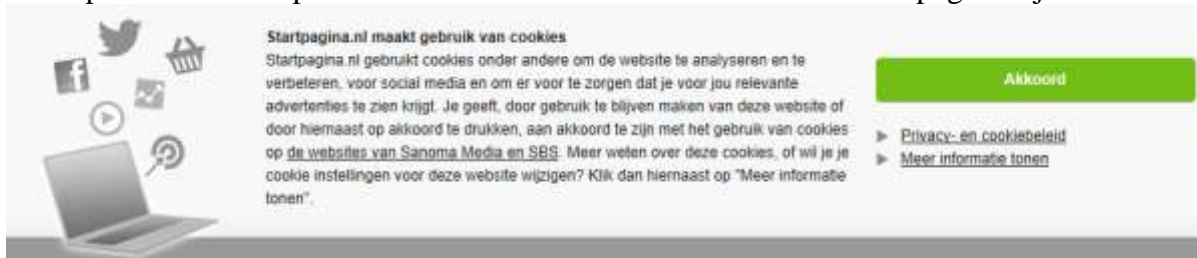 Startpagina.nl maakt gebruik van cookies
Startpagina.nl gebruikt cookies onder andere om de website te analyseren en te
verbeteren, voor social media en om er voor te zorgen dat je voor jou relevante
advertenties te zien krijgt. Je geeft, door gebruik te blijven maken van deze website of
door hiernaast op akkoord te drukken, aan akkoord te zijn met het gebruik van cookies
op de websites van Sanoma Media en SBS. Meer weten over deze cookies, of wil je je
cookie instellingen voor deze website wijzigen? Klik dan hiernaast op "Meer informatie
tonen".
Akkoord
Privacy- en cookiebeleid
Meer informatie tonen